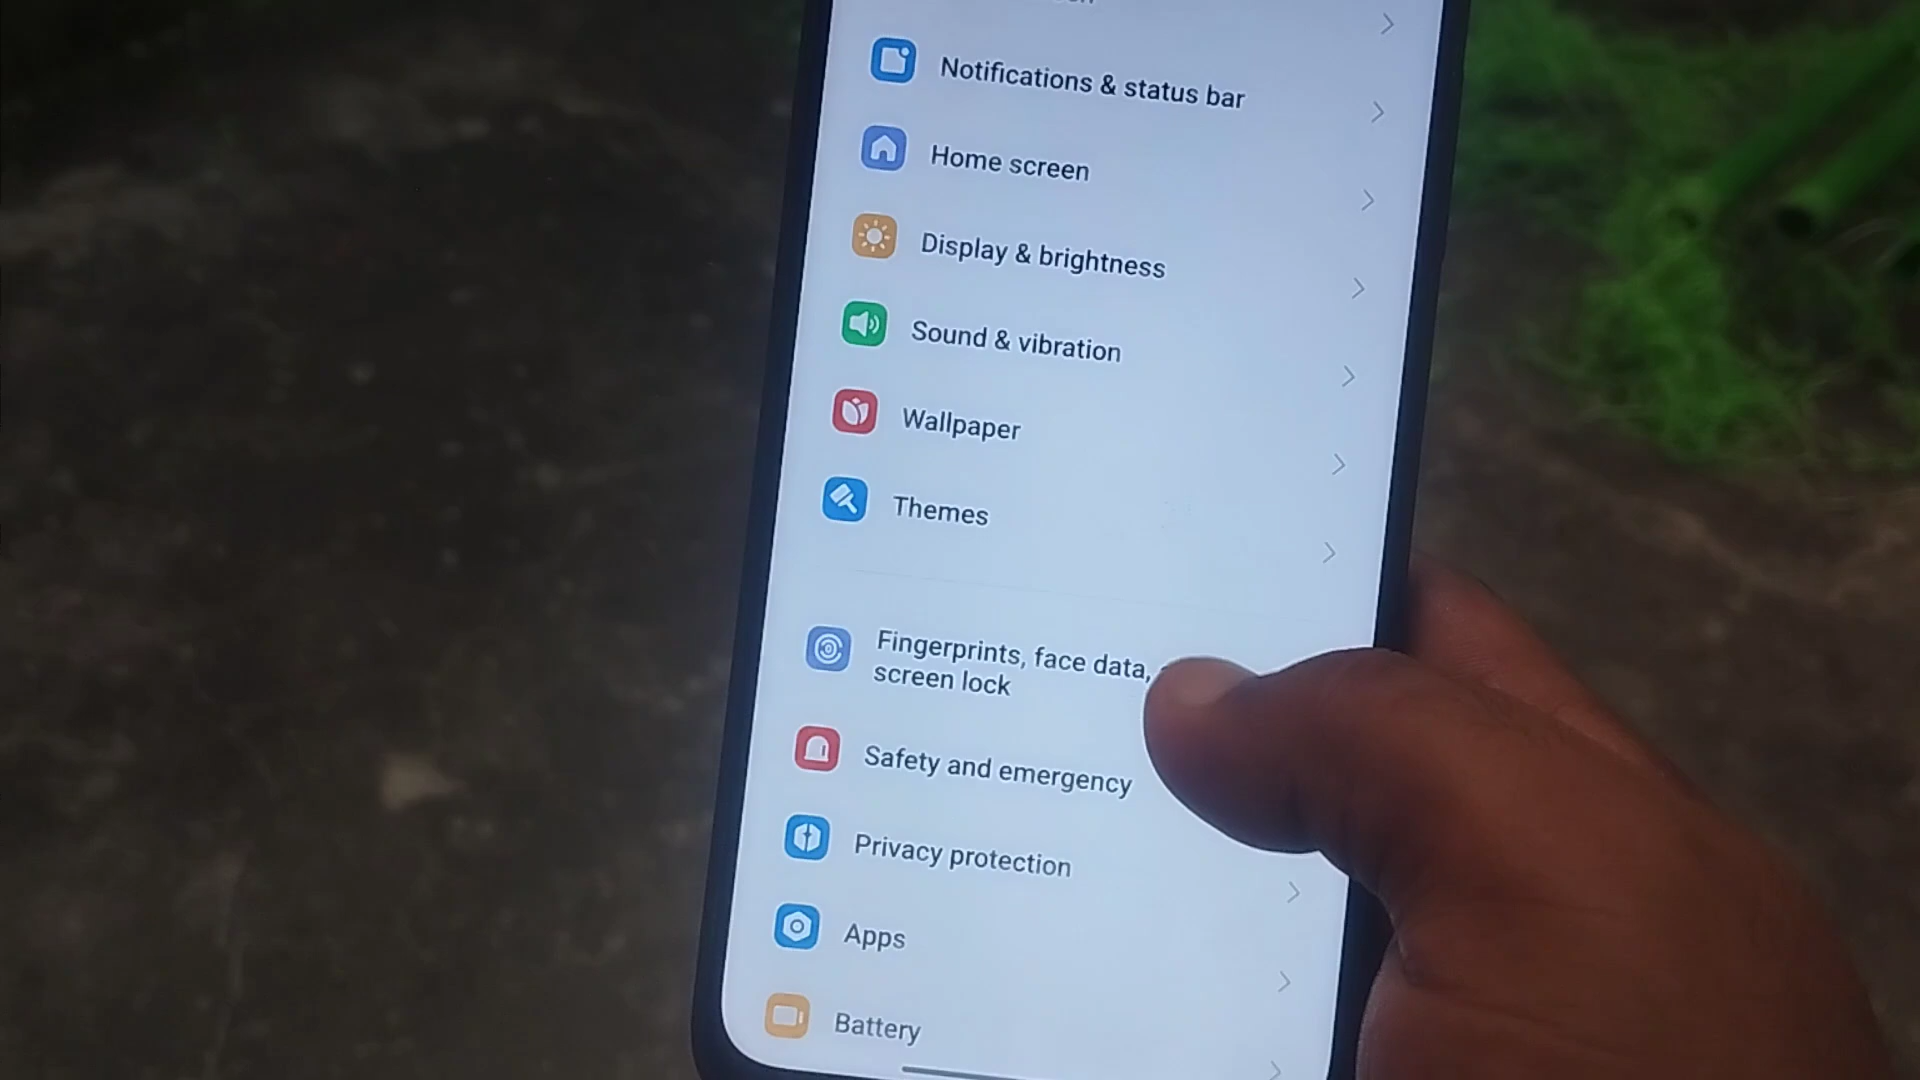 Notifications & status bar
Home screen
Display & brightness
Sound & vibration
Wallpaper
Themes
Fingerprints, face data,
screen lock
Safety and emergency
Privacy protection
Apps
Battery